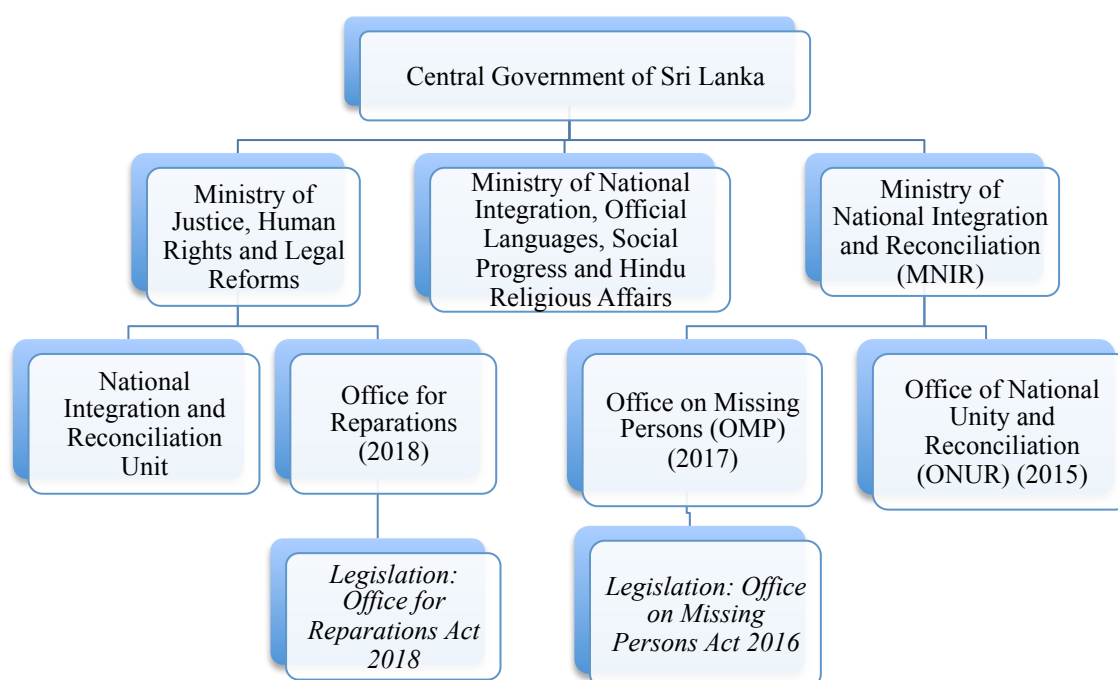 Central Government of Sri Lanka
Ministry of
Justice, Human
Rights and Legal
Reforms
Ministry of National
Integration, Official
Languages, Social
Progress and Hindu
Religious Affairs
Ministry of
National Integration
and Reconciliation
(MNIR)
National
Integration and
Reconciliation
Unit
Office for
Reparations
(2018)
Office on Missing
Persons (OMP)
(2017)
Office of National
Unity and
Reconciliation
(ONUR) (2015)
Legislation:
Office for
Reparations Act
2018
Legislation: Office
on Missing
Persons Act 2016